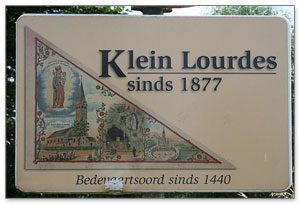 Klein Lourdes
sinds 1877
Bedevaartsoord sinds 1440